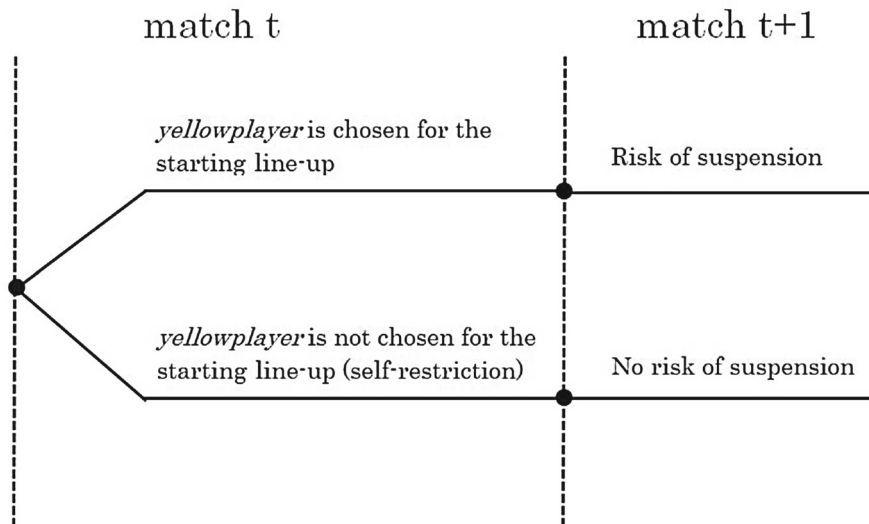 match t
match t+1
yellowplayer is chosen for the
starting line-up
Risk of suspension
yellowplayer is not chosen for the
starting line-up (self-restriction)
No risk of suspension